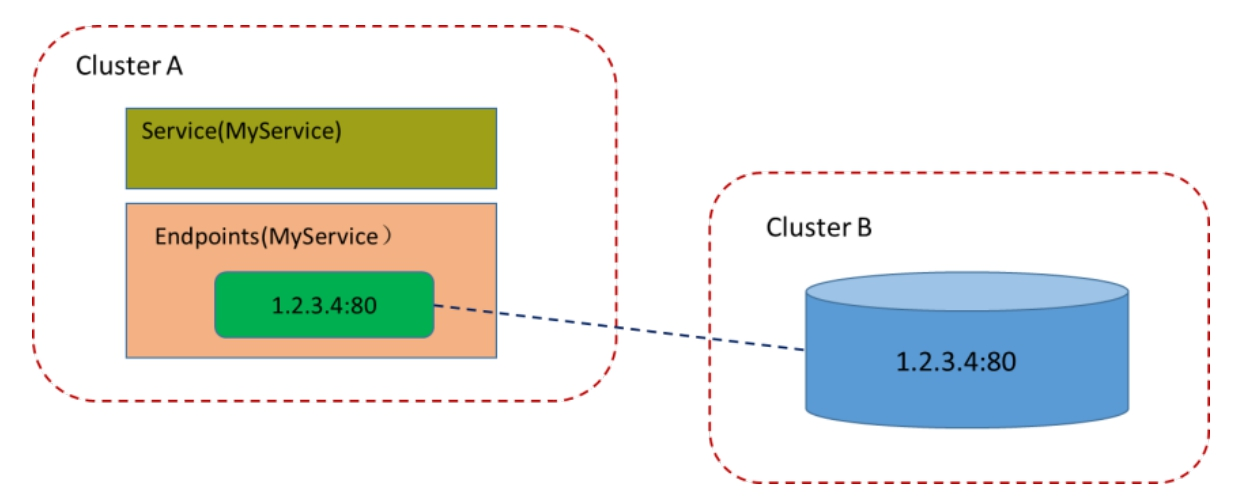 Cluster A
Service(MyService)
Endpoints(MyService）
1.2.3.4:80
Cluster B
1.2.3.4:80